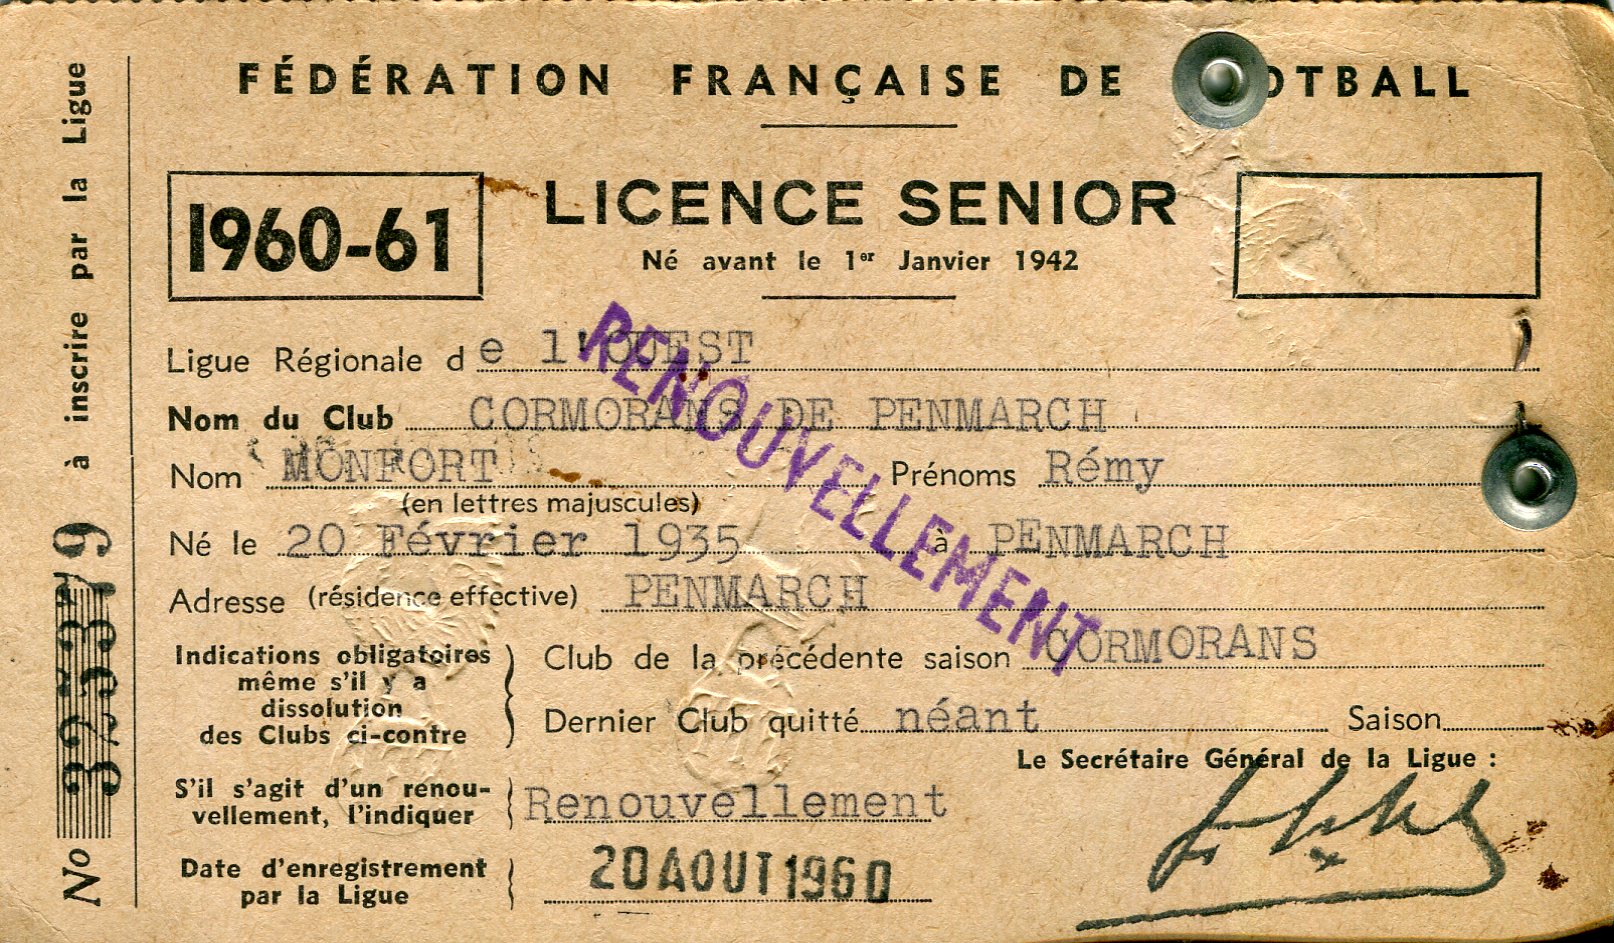 FÉDÉRATION FRANÇAISE DE OTBALL
1960-61
LICENCE SENIOR
Né avant le 1er Janvier 1942
Ligue Régionale de l'OUEST
Nom du Club CORMORANS DE PENMARCH
Nom MONFORT Prénoms Rémy
(en lettres majuscules)
Né le 20 Février 1935 à PENMARCH
Adresse (résidence effective) PENMARCH
Indications obligatoires
même s'il y a
dissolution
des Clubs ci-contre
Club de la précédente saison CORMORANS
Dernier Club quitté néant Saison
Le Secrétaire Général de la Ligue :
S'il s'agit d'un renou-
vellement, l'indiquer
Renouvellement
Date d'enregistrement
par la Ligue
20 AOUT 1960
RENOUVELLEMENT
No
à inscrire par la Ligue